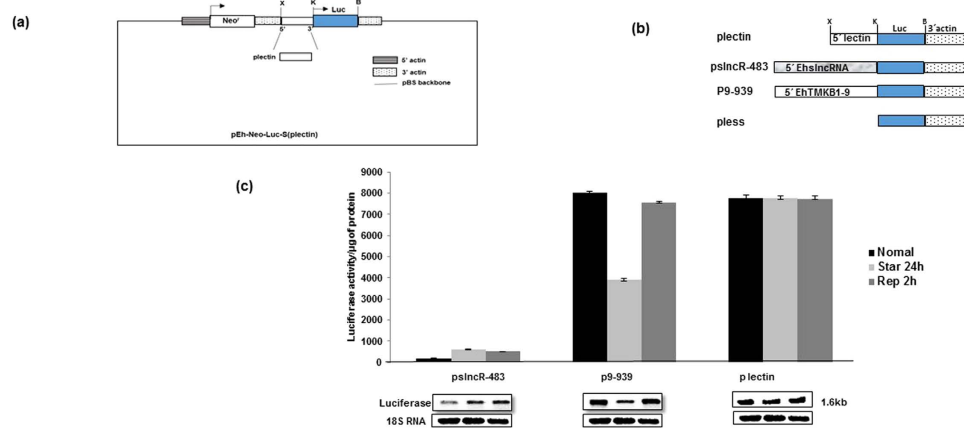 (a)
X
K
Luc
B
Neoʳ
5'
3'
plectin
5' actin
3' actin
pBS backbone
pEh-Neo-Luc-S(plectin)
(b)
X
K
Luc
B
3´actin
plectin
5´lectin
pslncR-483
5´EhslncRNA
P9-939
5´EhTMKB1-9
pless
(c)
Luciferase activity/µg of protein
9000
8000
7000
6000
5000
4000
3000
2000
1000
0
Nomal
Star 24h
Rep 2h
pslncR-483
p9-939
p lectin
Luciferase
1.6kb
18S RNA